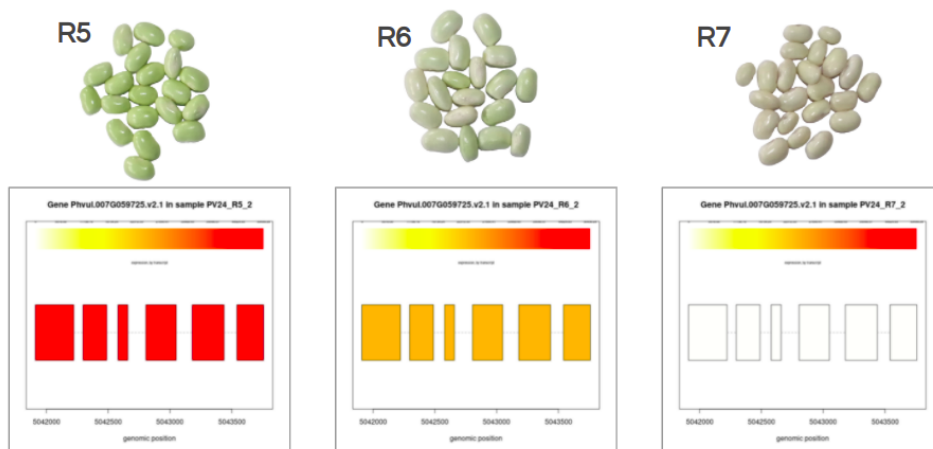 R5
R6
R7
Gene Phvul.007G059725.v2.1 in sample PV24_R5_2
Gene Phvul.007G059725.v2.1 in sample PV24_R6_2
Gene Phvul.007G059725.v2.1 in sample PV24_R7_2
5042000 5042500 5043000 5043500
genomic position
5042000 5042500 5043000 5043500
genomic position
5042000 5042500 5043000 5043500
genomic position